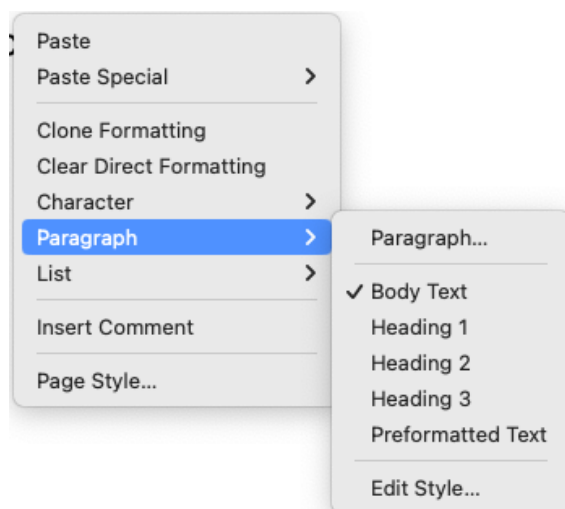 Paste
Paste Special
Clone Formatting
Clear Direct Formatting
Character
Paragraph
List
Insert Comment
Page Style...
Paragraph...
Body Text
Heading 1
Heading 2
Heading 3
Preformatted Text
Edit Style...